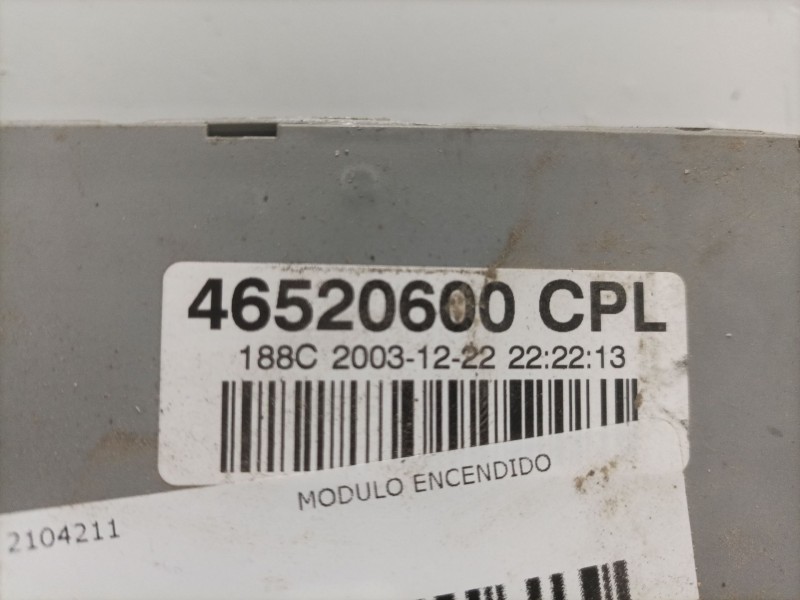 46520600 CPL
188C 2003-12-22 22:22:13
MODULO ENCENDIDO
2104211